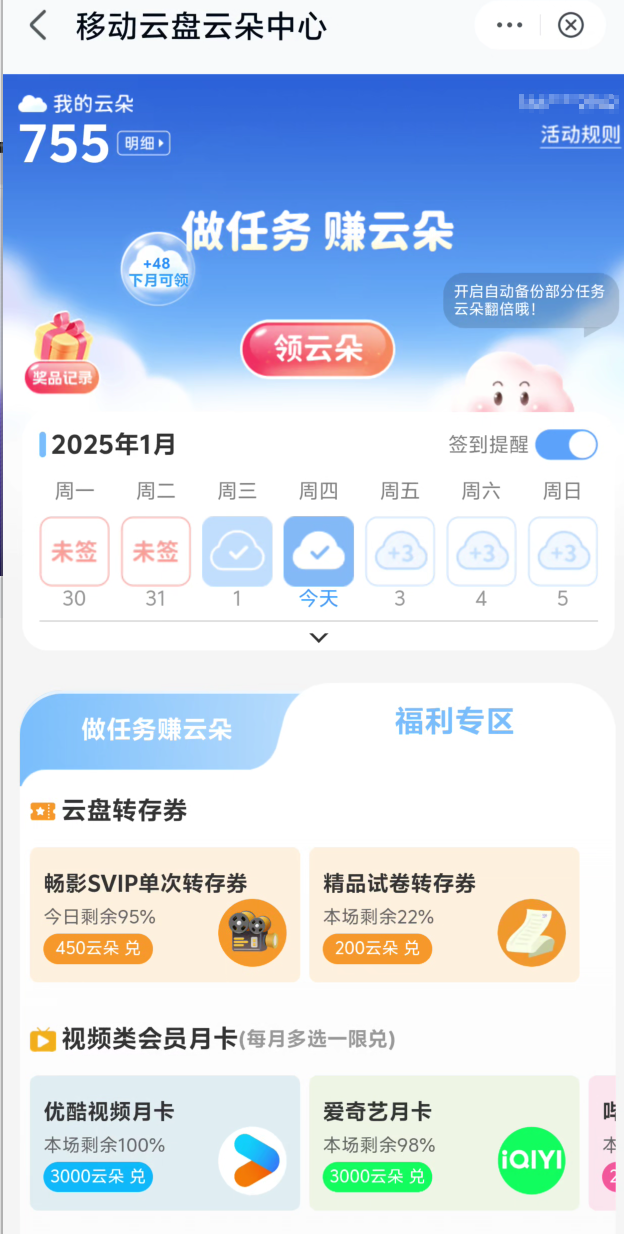 移动云盘云朵中心
我的云朵
755 明细
活动规则
做任务 赚云朵
+48
下月可领
开启自动备份部分任务
云朵翻倍哦！
领云朵
奖品记录
2025年1月
签到提醒
周一 周二 周三 周四 周五 周六 周日
未签 未签 +3 +3 +3
30 31 1 今天 3 4 5
做任务赚云朵 福利专区
云盘转存券
畅影SVIP单次转存券
今日剩余95%
450云朵 兑
精品试卷转存券
本场剩余22%
200云朵 兑
视频类会员月卡(每月多选一限兑)
优酷视频月卡
本场剩余100%
3000云朵 兑
爱奇艺月卡
本场剩余98%
3000云朵 兑
iQIYI